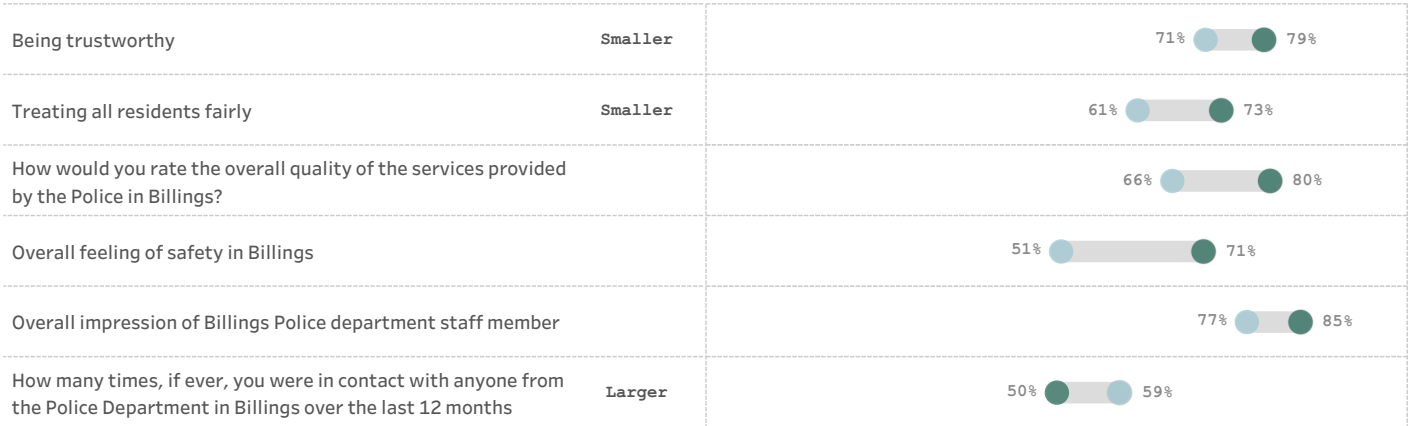 Being trustworthy Smaller 71% 79%
Treating all residents fairly Smaller 61% 73%
How would you rate the overall quality of the services provided
by the Police in Billings? 66% 80%
Overall feeling of safety in Billings 51% 71%
Overall impression of Billings Police department staff member 77% 85%
How many times, if ever, you were in contact with anyone from
the Police Department in Billings over the last 12 months Larger 50% 59%